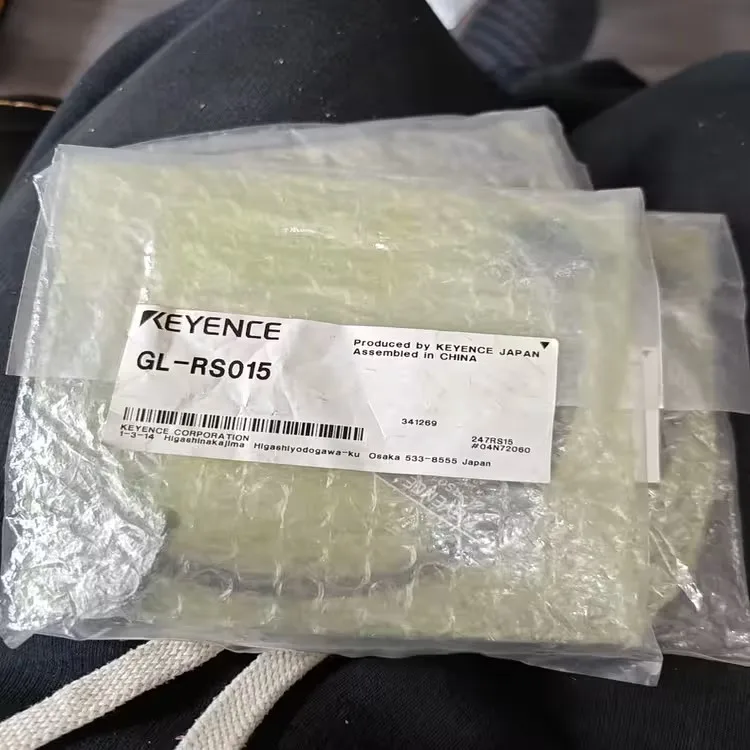 KEYENCE
GL-RS015
Produced by KEYENCE JAPAN
Assembled in CHINA
341269
247RS15
#04N72060
KEYENCE CORPORATION
1-3-14 Higashinakajima Higashiyodogawa-ku Osaka 533-8555 Japan